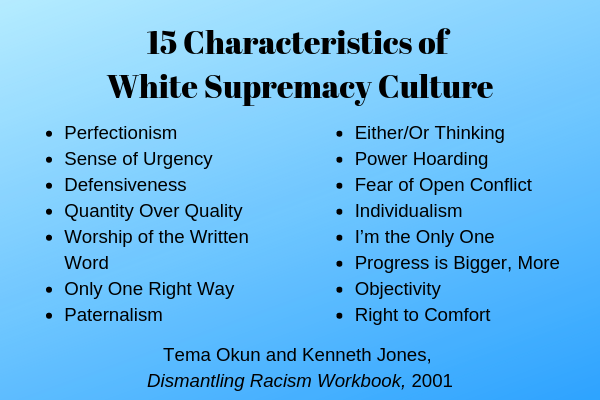 15 Characteristics of
White Supremacy Culture
• Perfectionism
• Sense of Urgency
• Defensiveness
• Quantity Over Quality
• Worship of the Written
Word
• Only One Right Way
• Paternalism
• Either/Or Thinking
• Power Hoarding
• Fear of Open Conflict
• Individualism
• I’m the Only One
• Progress is Bigger, More
• Objectivity
• Right to Comfort
Tema Okun and Kenneth Jones,
Dismantling Racism Workbook, 2001